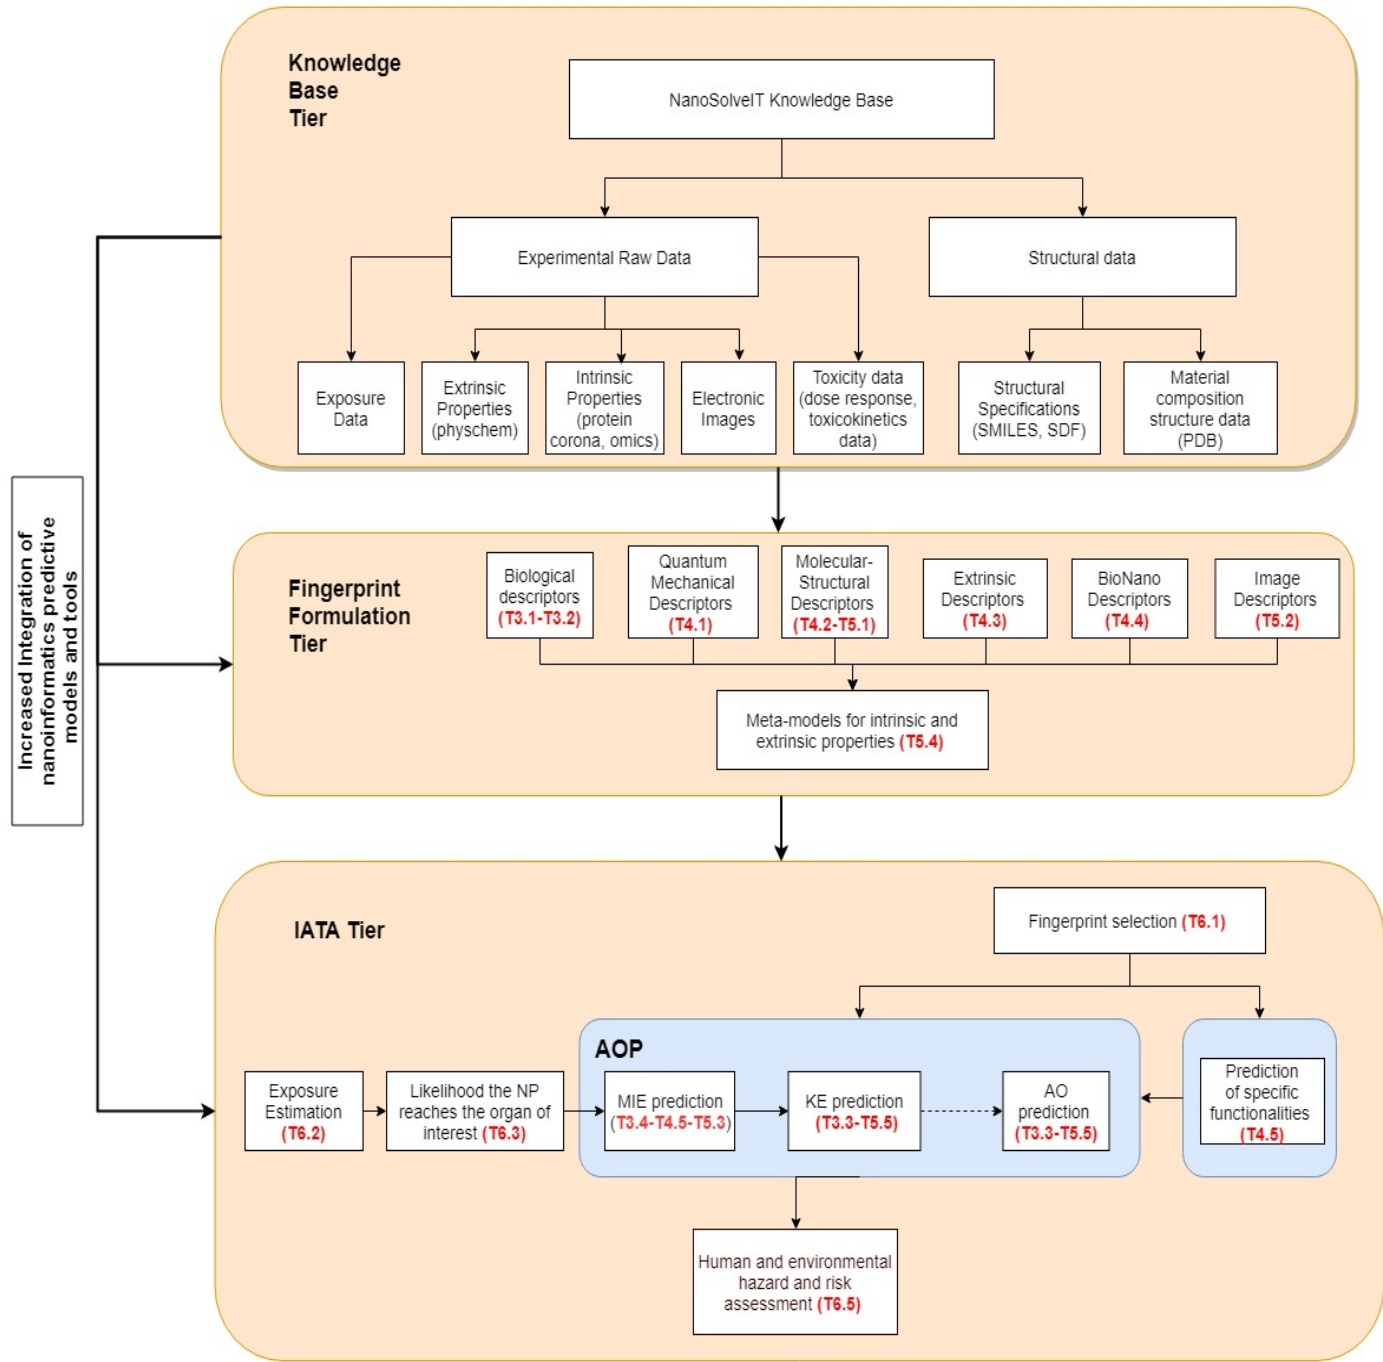 Knowledge
Base
Tier
NanoSolveIT Knowledge Base
Experimental Raw Data
Structural data
Exposure
Data
Extrinsic
Properties
(physchem)
Intrinsic
Properties
(protein
corona, omics)
Electronic
Images
Toxicity data
(dose response,
toxicokinetics
data)
Structural
Specifications
(SMILES, SDF)
Material
composition
structure data
(PDB)
Increased Integration of
nanoinformatics predictive
models and tools
Fingerprint
Formulation
Tier
Biological
descriptors
(T3.1-T3.2)
Quantum
Mechanical
Descriptors
(T4.1)
Molecular-
Structural
Descriptors
(T4.2-T5.1)
Extrinsic
Descriptors
(T4.3)
BioNano
Descriptors
(T4.4)
Image
Descriptors
(T5.2)
Meta-models for intrinsic and
extrinsic properties (T5.4)
IATA Tier
Fingerprint selection (T6.1)
AOP
Exposure
Estimation
(T6.2)
Likelihood the NP
reaches the organ of
interest (T6.3)
MIE prediction
(T3.4-T4.5-T5.3)
KE prediction
(T3.3-T5.5)
AO
prediction
(T3.3-T5.5)
Prediction
of specific
functionalities
(T4.5)
Human and environmental
hazard and risk
assessment (T6.5)